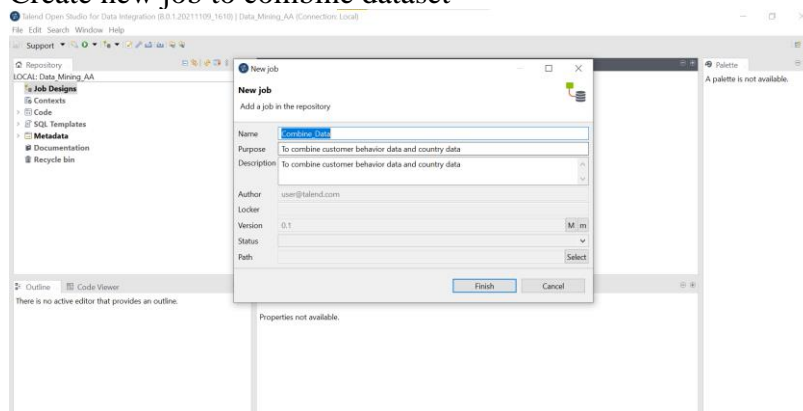 Create new job to combine dataset
Talend Open Studio for Data Integration (8.0.1.20211109_1610) | Data_Mining_AA (Connection: Local)
File Edit Search Window Help
Support
Repository
LOCAL: Data_Mining_AA
Job Designs
Contexts
Code
SQL Templates
Metadata
Documentation
Recycle bin
New job
New job
Add a job in the repository
Name Combine_Data
Purpose To combine customer behavior data and country data
Description To combine customer behavior data and country data
Author user@talend.com
Locker
Version 0.1 M m
Status
Path Select
Finish Cancel
Palette
A palette is not available.
Outline Code Viewer
There is no active editor that provides an outline.
Properties not available.